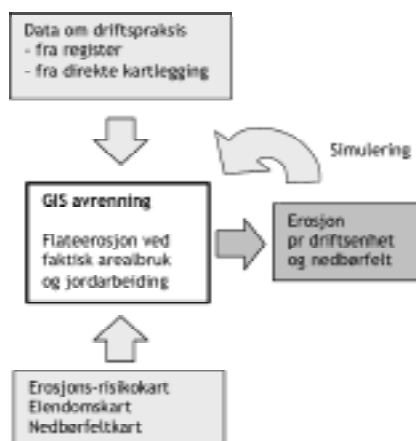 Data om driftspraksis
- fra register
- fra direkte kartlegging
Simulering
GIS avrenning
Flateerosjon ved
faktisk arealbruk
og jordarbeiding
Erosjon
pr driftsenhet
og nedbørfelt
Erosjons-risikokart
Eiendomskart
Nedbørfeltkart